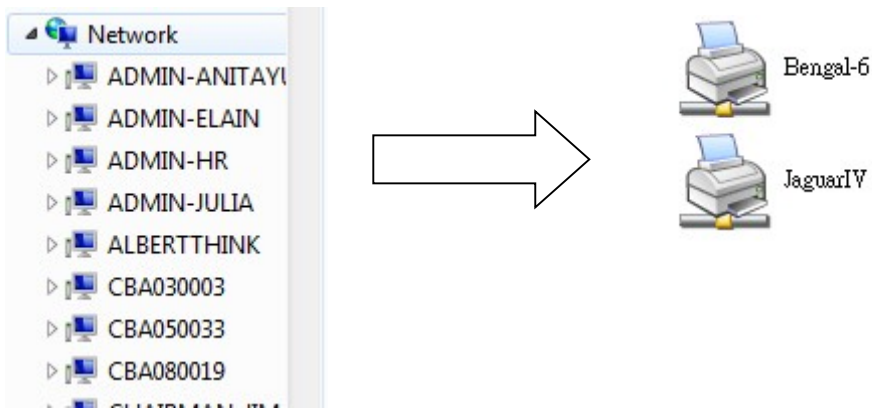 Network
ADMIN-ANITAYU
ADMIN-ELAIN
ADMIN-HR
ADMIN-JULIA
ALBERTTHINK
CBA030003
CBA050033
CBA080019
Bengal-6
JaguarIV